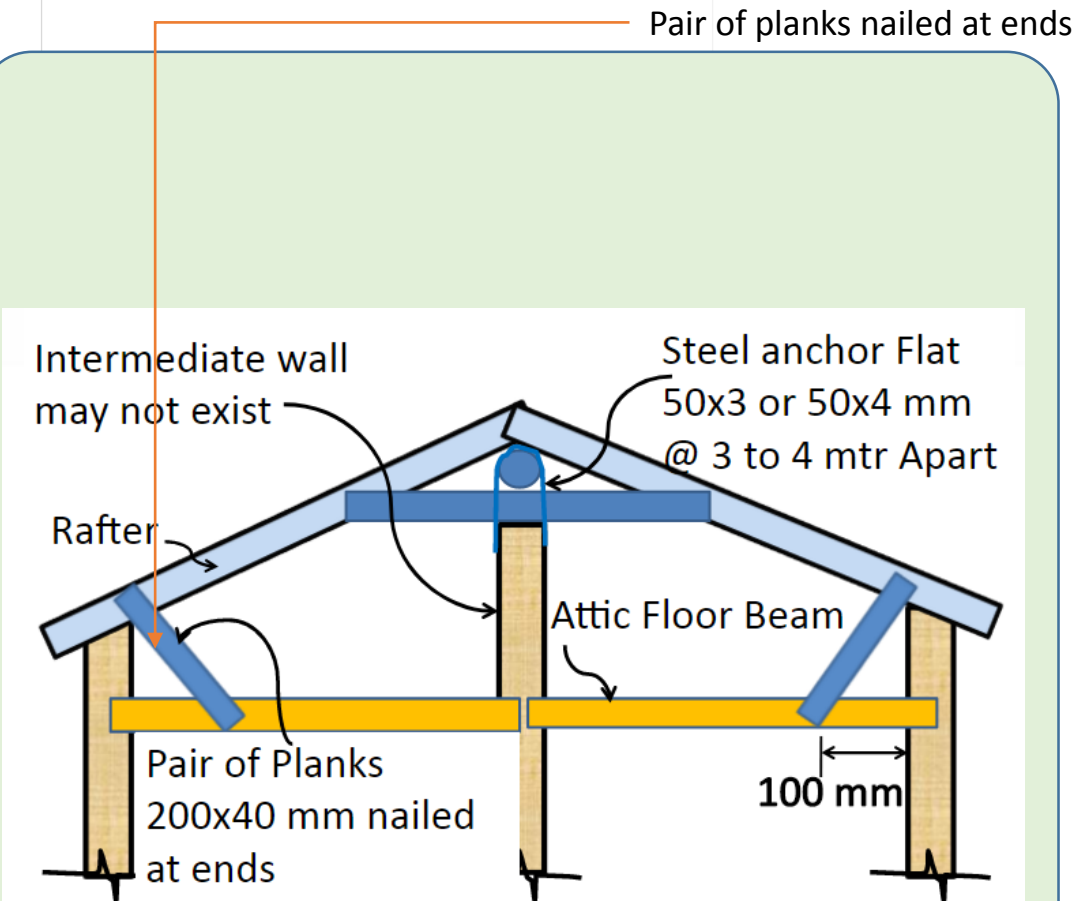 Pair of planks nailed at ends
Intermediate wall
may not exist
Steel anchor Flat
50x3 or 50x4 mm
@ 3 to 4 mtr Apart
Rafter
Attic Floor Beam
Pair of Planks
200x40 mm nailed
at ends
100 mm